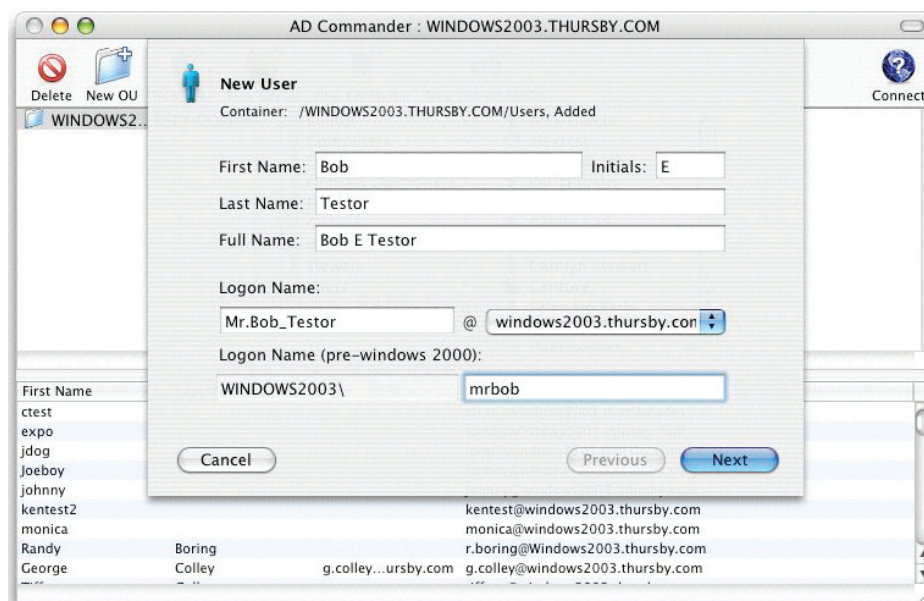 AD Commander : WINDOWS2003.THURSBY.COM
Delete New OU Connect
WINDOWS2...
New User
Container: /WINDOWS2003.THURSBY.COM/Users, Added
First Name: Bob Initials: E
Last Name: Testor
Full Name: Bob E Testor
Logon Name:
Mr.Bob_Testor @ windows2003.thursby.com
Logon Name (pre-windows 2000):
WINDOWS2003\ mrbob
Cancel Previous Next
First Name
ctest
expo
jdog
Joeboy
johnny
kentest2 kentest@windows2003.thursby.com
monica monica@windows2003.thursby.com
Randy Boring r.boring@Windows2003.thursby.com
George Colley g.colley...ursby.com g.colley@windows2003.thursby.com